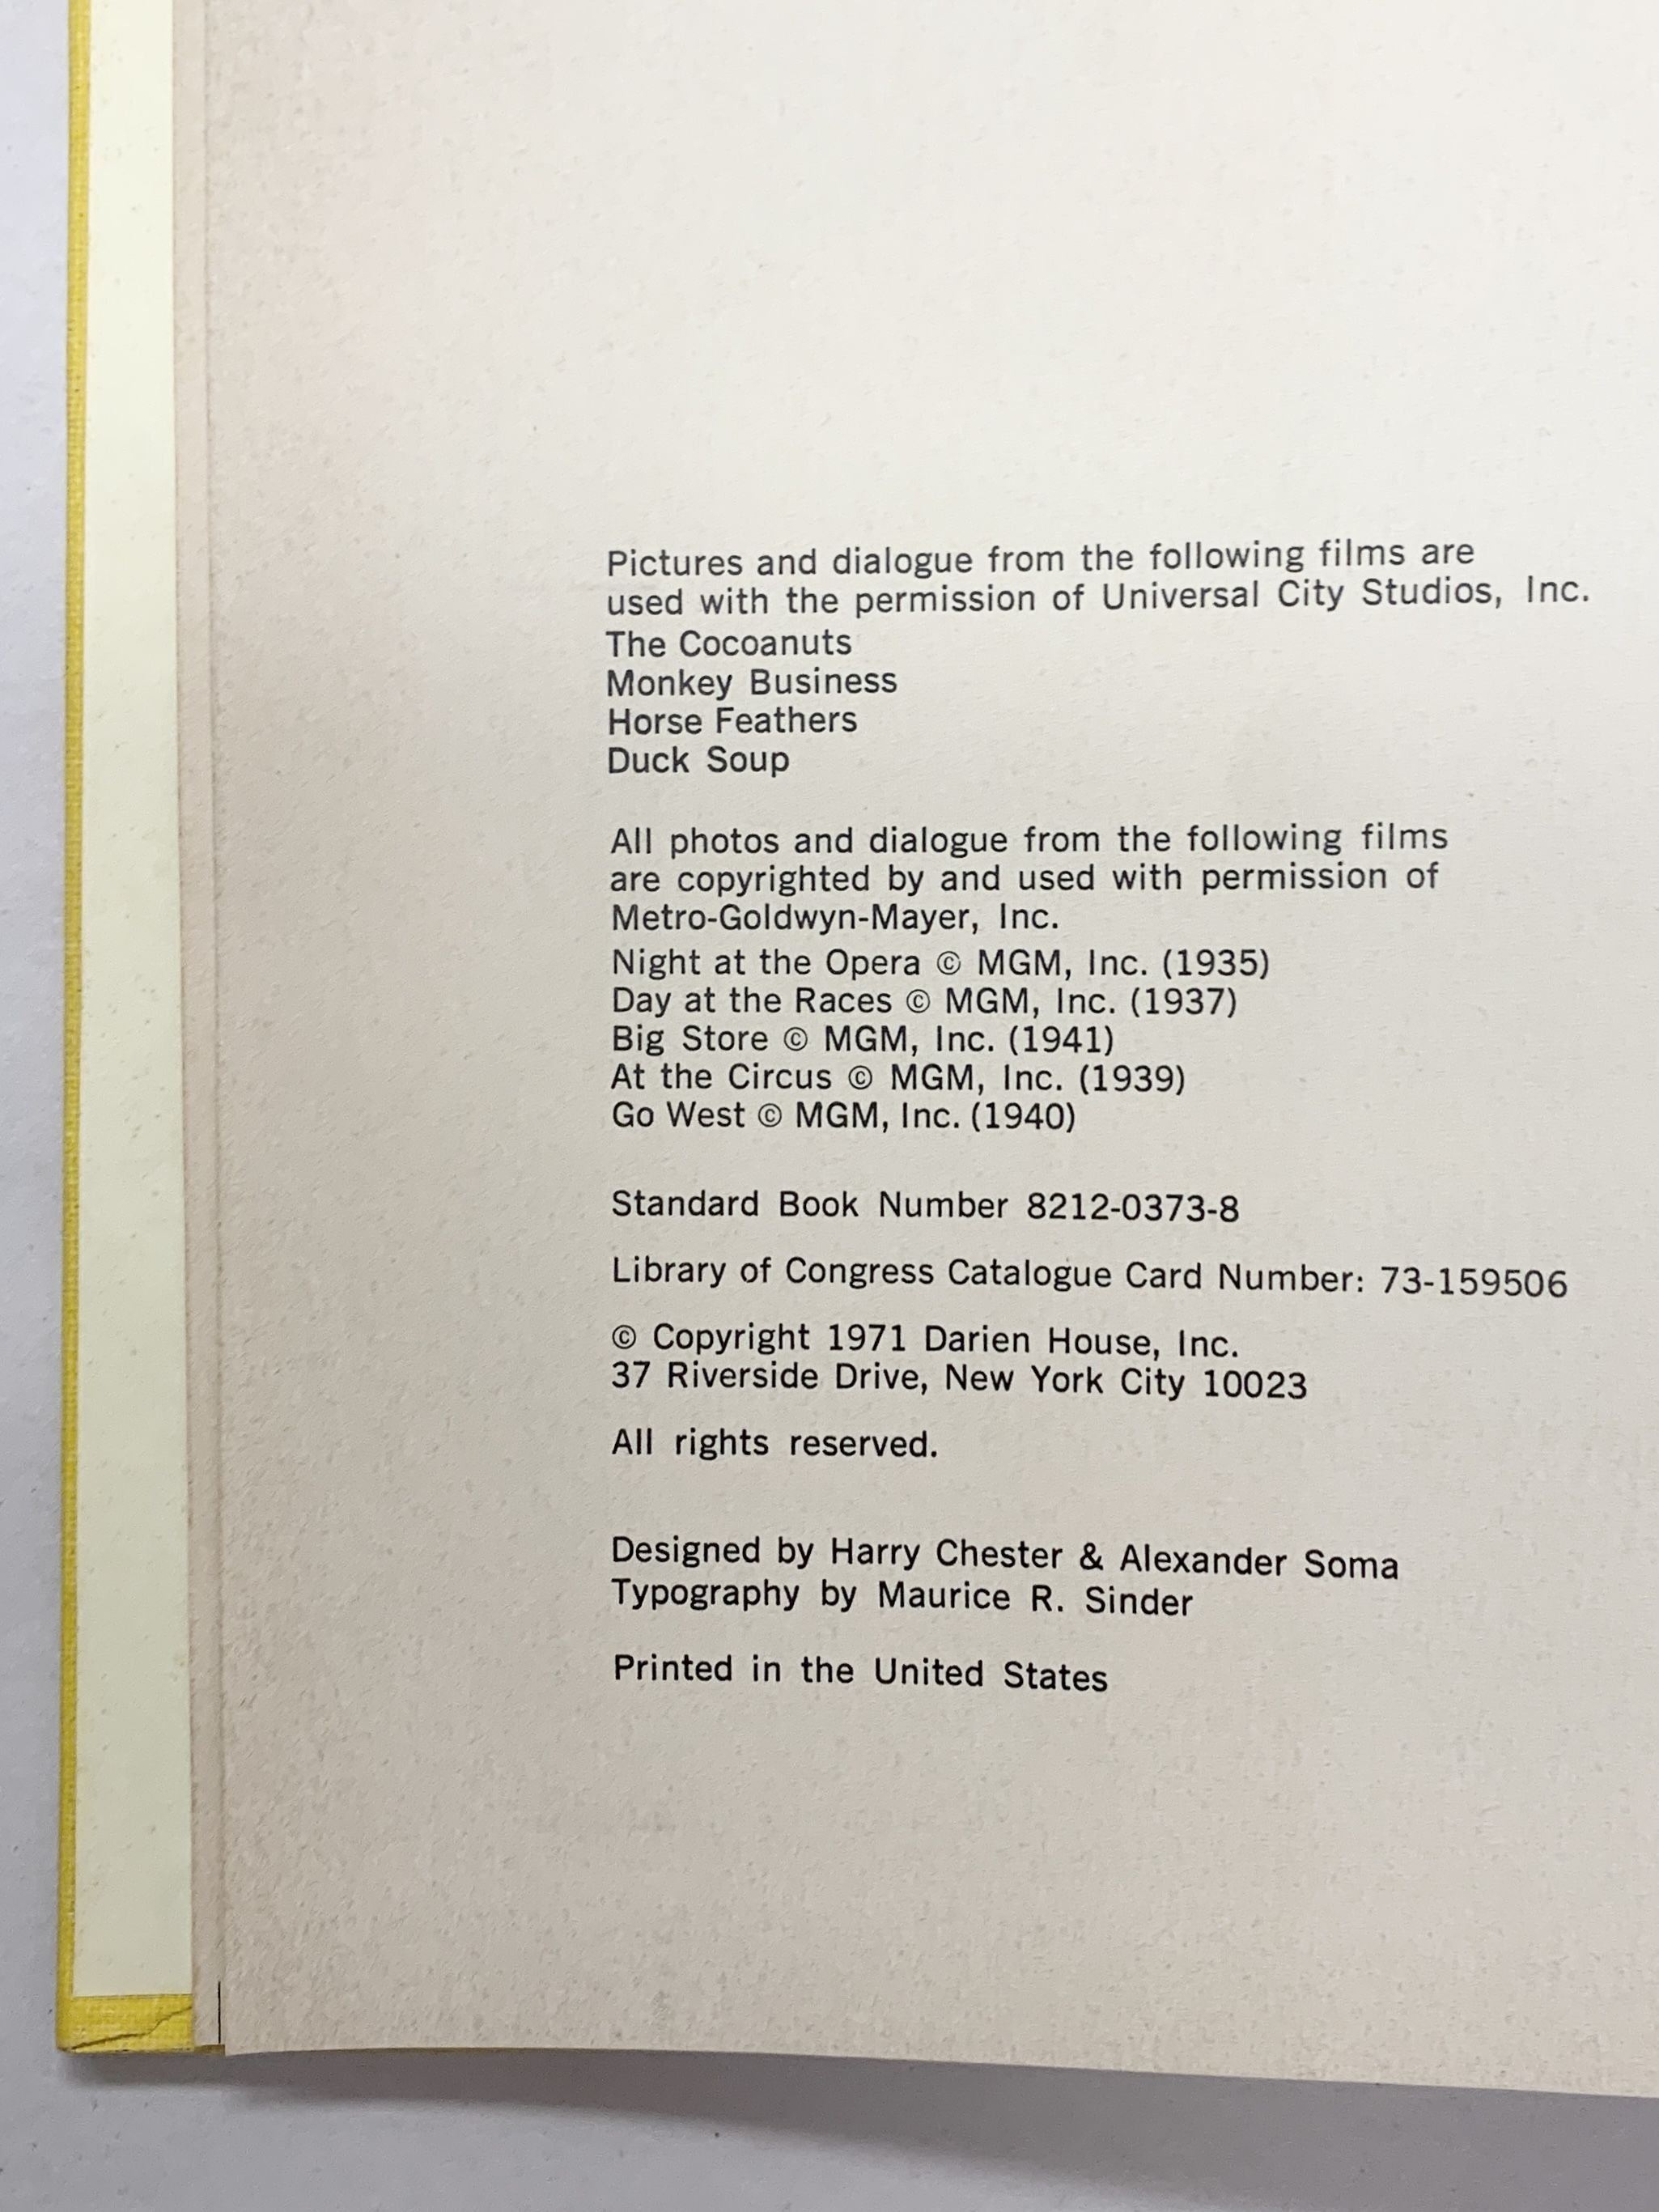 Pictures and dialogue from the following films are
used with the permission of Universal City Studios, Inc.
The Cocoanuts
Monkey Business
Horse Feathers
Duck Soup
All photos and dialogue from the following films
are copyrighted by and used with permission of
Metro-Goldwyn-Mayer, Inc.
Night at the Opera © MGM, Inc. (1935)
Day at the Races © MGM, Inc. (1937)
Big Store © MGM, Inc. (1941)
At the Circus © MGM, Inc. (1939)
Go West © MGM, Inc. (1940)
Standard Book Number 8212-0373-8
Library of Congress Catalogue Card Number: 73-159506
© Copyright 1971 Darien House, Inc.
37 Riverside Drive, New York City 10023
All rights reserved.
Designed by Harry Chester & Alexander Soma
Typography by Maurice R. Sinder
Printed in the United States